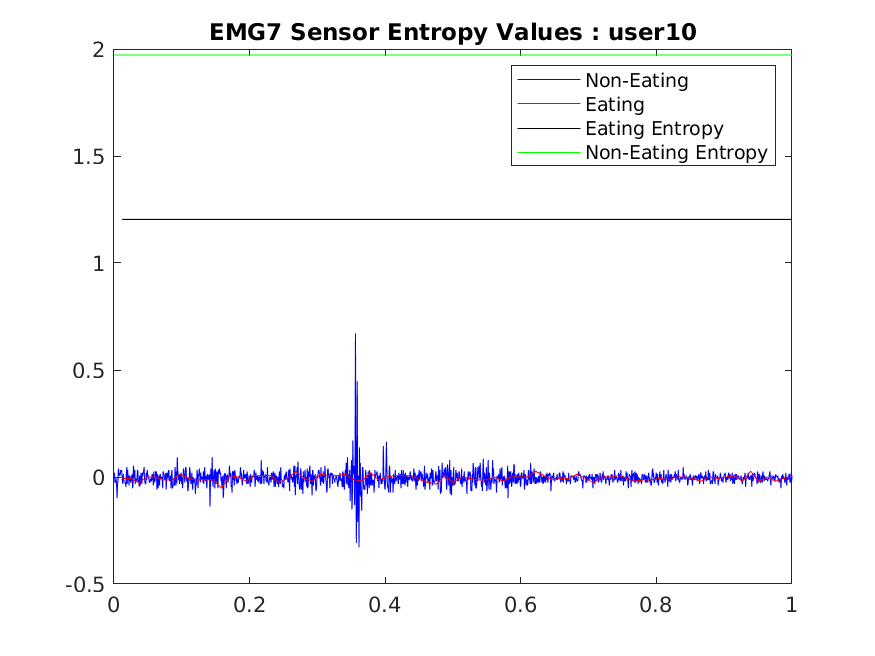 EMG7 Sensor Entropy Values : user10
2
Non-Eating
Eating
Eating Entropy
Non-Eating Entropy
1.5
1
0.5
0
-0.5
0 0.2 0.4 0.6 0.8 1